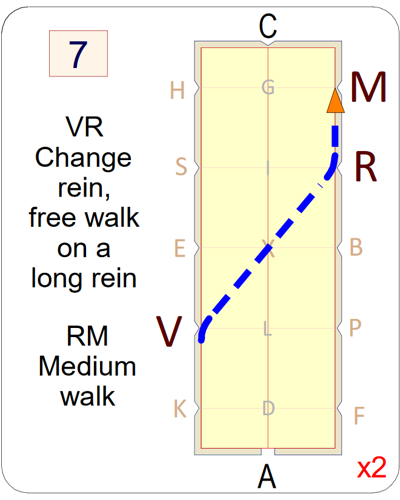 7
C
H G M
VR
Change
rein,
free walk
on a
long rein
S I R
E X B
RM
Medium
walk
V L P
K D F
A
x2